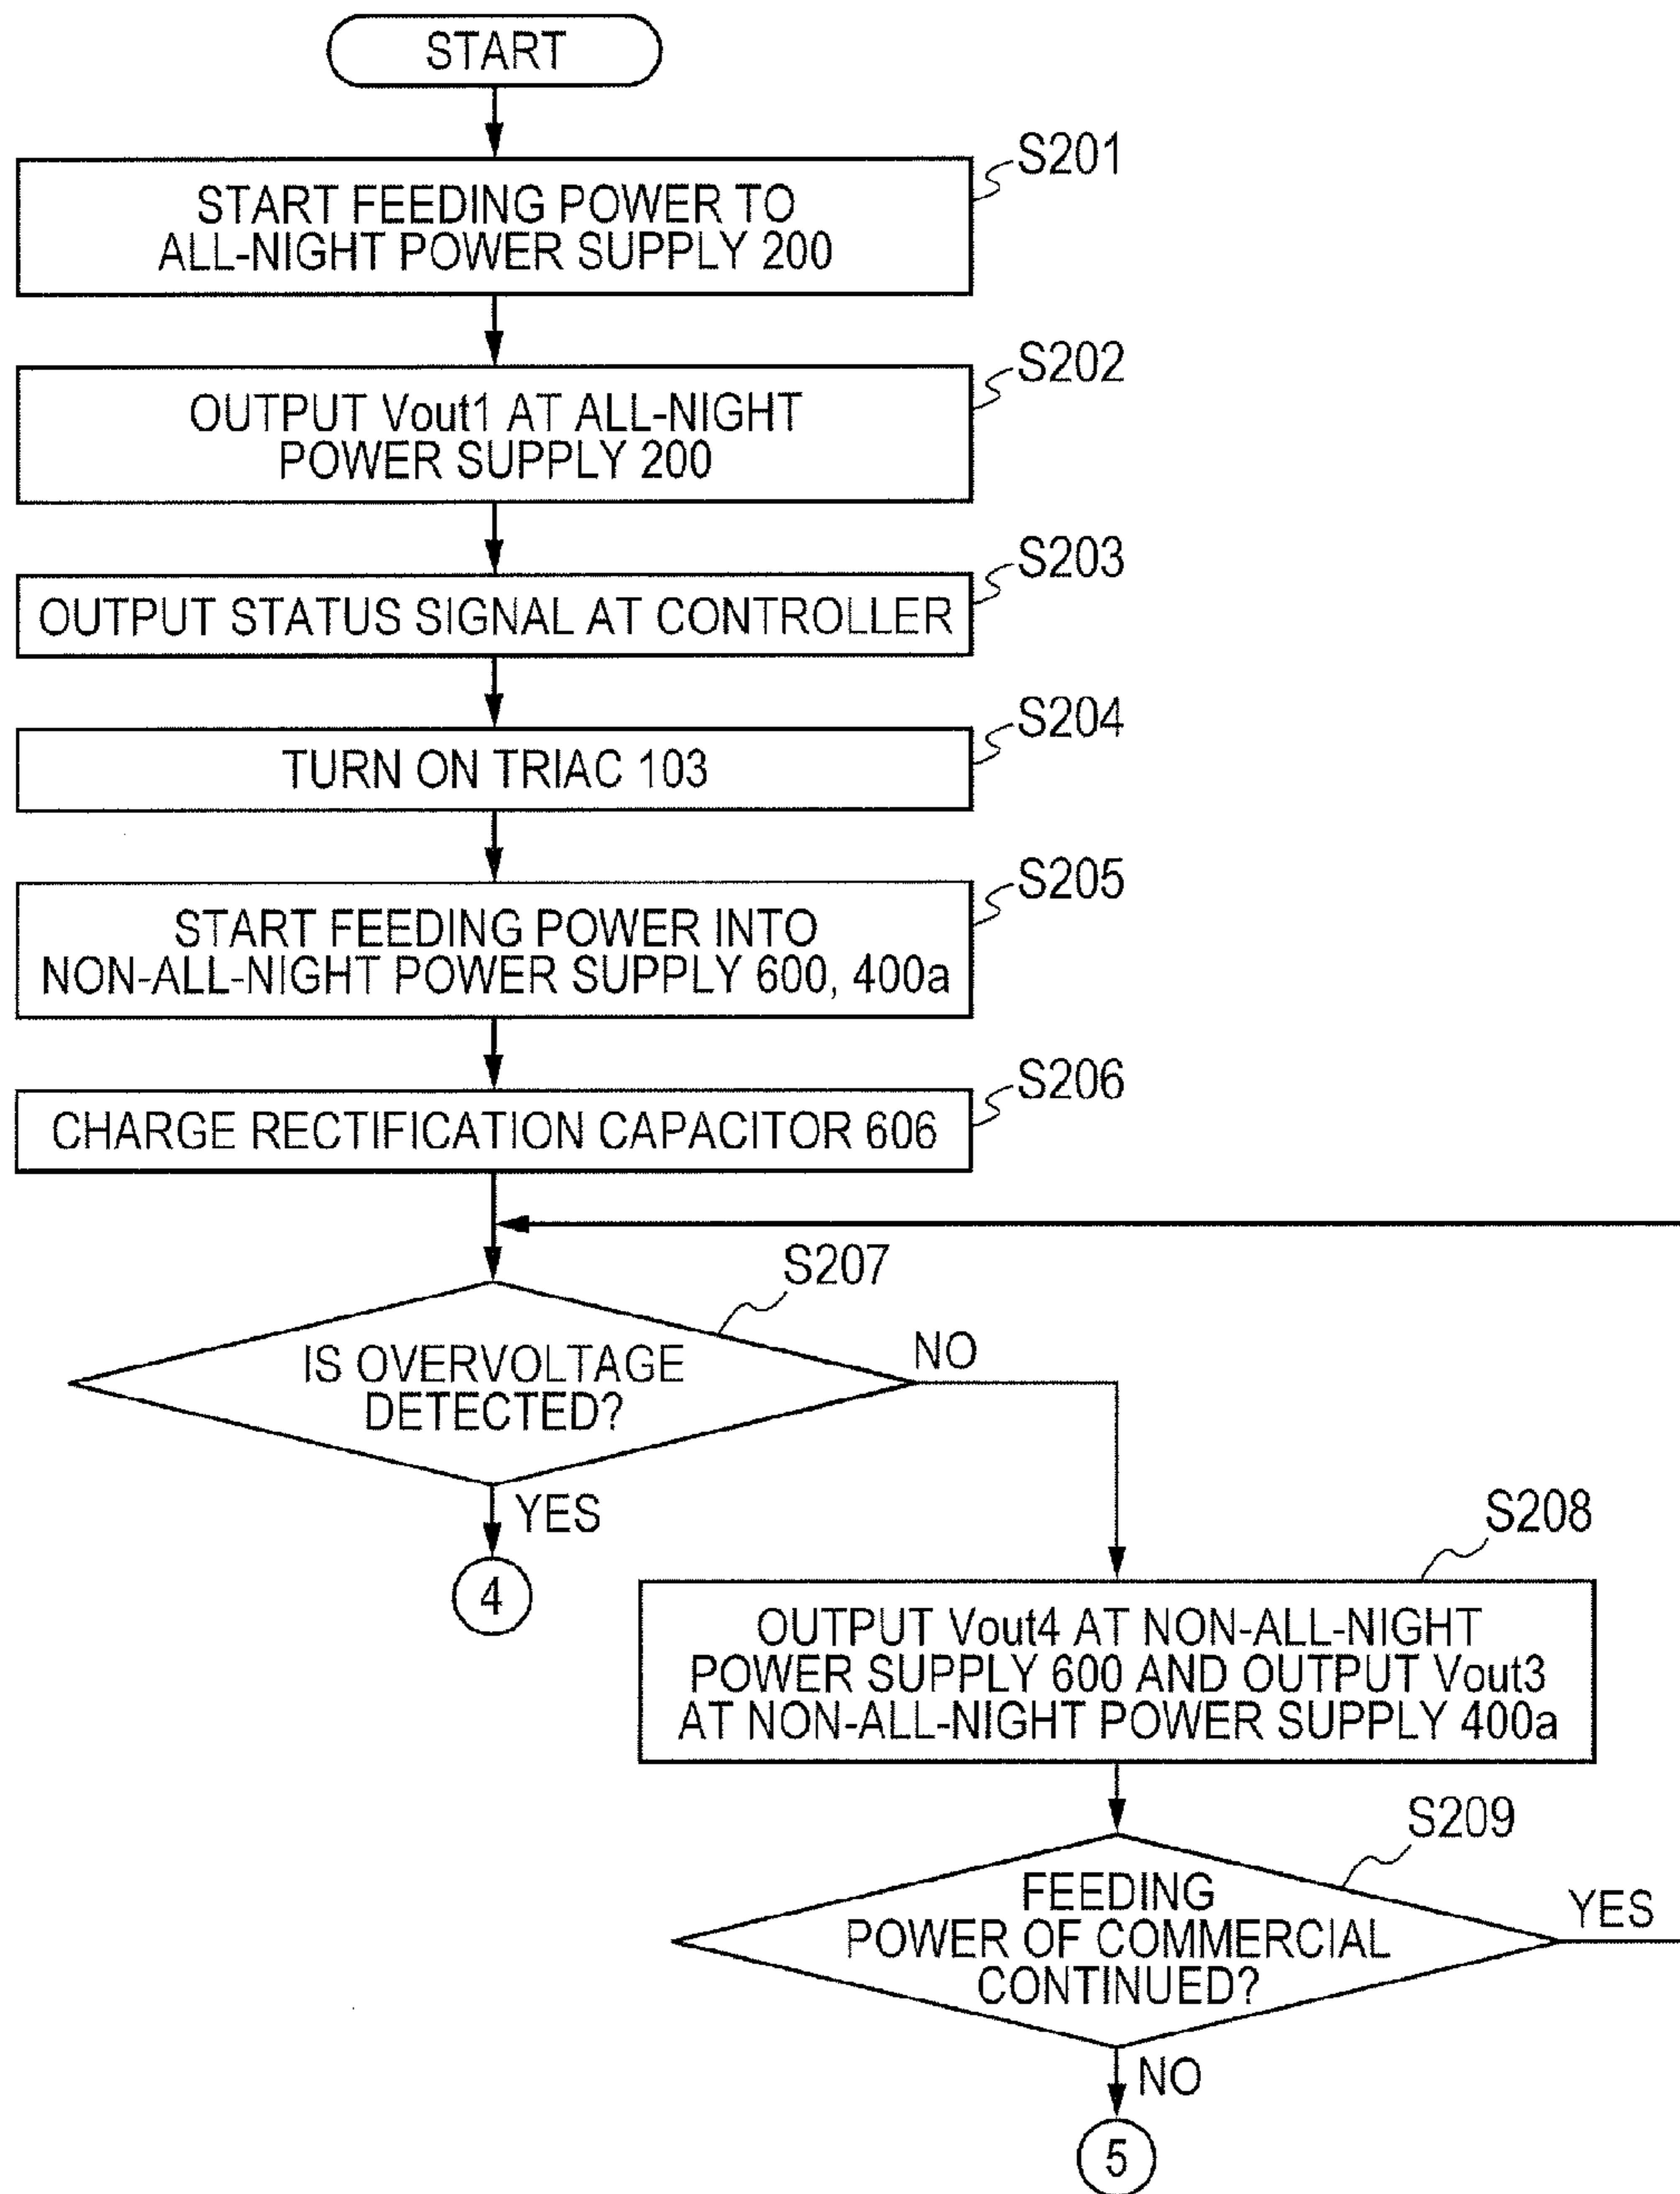 START
S201
START FEEDING POWER TO
ALL-NIGHT POWER SUPPLY 200
S202
OUTPUT Vout1 AT ALL-NIGHT
POWER SUPPLY 200
S203
OUTPUT STATUS SIGNAL AT CONTROLLER
S204
TURN ON TRIAC 103
S205
START FEEDING POWER INTO
NON-ALL-NIGHT POWER SUPPLY 600, 400a
S206
CHARGE RECTIFICATION CAPACITOR 606
S207
IS OVERVOLTAGE
DETECTED?
NO
YES
4
S208
OUTPUT Vout4 AT NON-ALL-NIGHT
POWER SUPPLY 600 AND OUTPUT Vout3
AT NON-ALL-NIGHT POWER SUPPLY 400a
S209
FEEDING
POWER OF COMMERCIAL
CONTINUED?
YES
NO
5